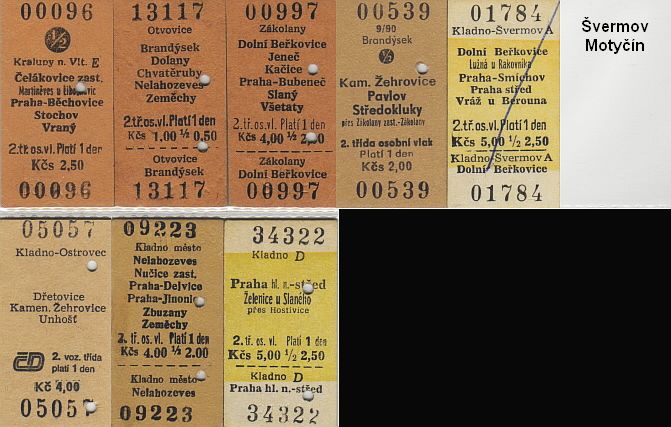 00096
½
Kralupy n. Vlt. E
Čelákovice zast.
Martiněves u Libochovic
Praha-Běchovice
Stochov
Vraný
2.tř.os.vl. Platí 1 den
Kčs 2,50
00096
13117
Otvovice
Brandýsek
Dolany
Chvatěruby
Nelahozeves
Zeměchy
2.tř.os.vl. Platí 1 den
Kčs 1,00 ½ 0,50
Otvovice
Brandýsek
13117
00997
Zákolany
Dolní Beřkovice
Jeneč
Kačice
Praha-Bubeneč
Slaný
Všetaty
2.tř.os.vl. Platí 1 den
Kčs 4,00 ½ 2,00
Zákolany
Dolní Beřkovice
00997
00539
9/90
Brandýsek
½
Kam. Žehrovice
Pavlov
Středokluky
přes Zákolany zast.-Zákolany
2. třída osobní vlak
Platí 1 den
Kčs 2,00
00539
01784
Kladno-Švermov A
Dolní Beřkovice
Lužná u Rakovníka
Praha-Smíchov
Praha střed
Vráž u Berouna
2.tř.os.vl. Platí 1 den
Kčs 5,00 ½ 2,50
Kladno-Švermov A
Dolní Beřkovice
01784
Švermov
Motyčín
05057
Kladno-Ostrovec
Dřetovice
Kamen. Žehrovice
Unhošť
ČD
2. voz. třída
platí 1 den
Kč 4,00
05057
09223
Kladno město
Nelahozeves
Nučice zast.
Praha-Dejvice
Praha-Jinonice
Zbuzany
Zeměchy
2. tř. os. vl. Platí 1 den
Kčs 4.00 ½ 2.00
Kladno město
Nelahozeves
09223
34322
Kladno D
Praha hl. n.-střed
Zelenice u Slaného
přes Hostivice
2. tř. os. vl. Platí 1 den
Kčs 5,00 ½ 2,50
Kladno D
Praha hl. n.-střed
34322